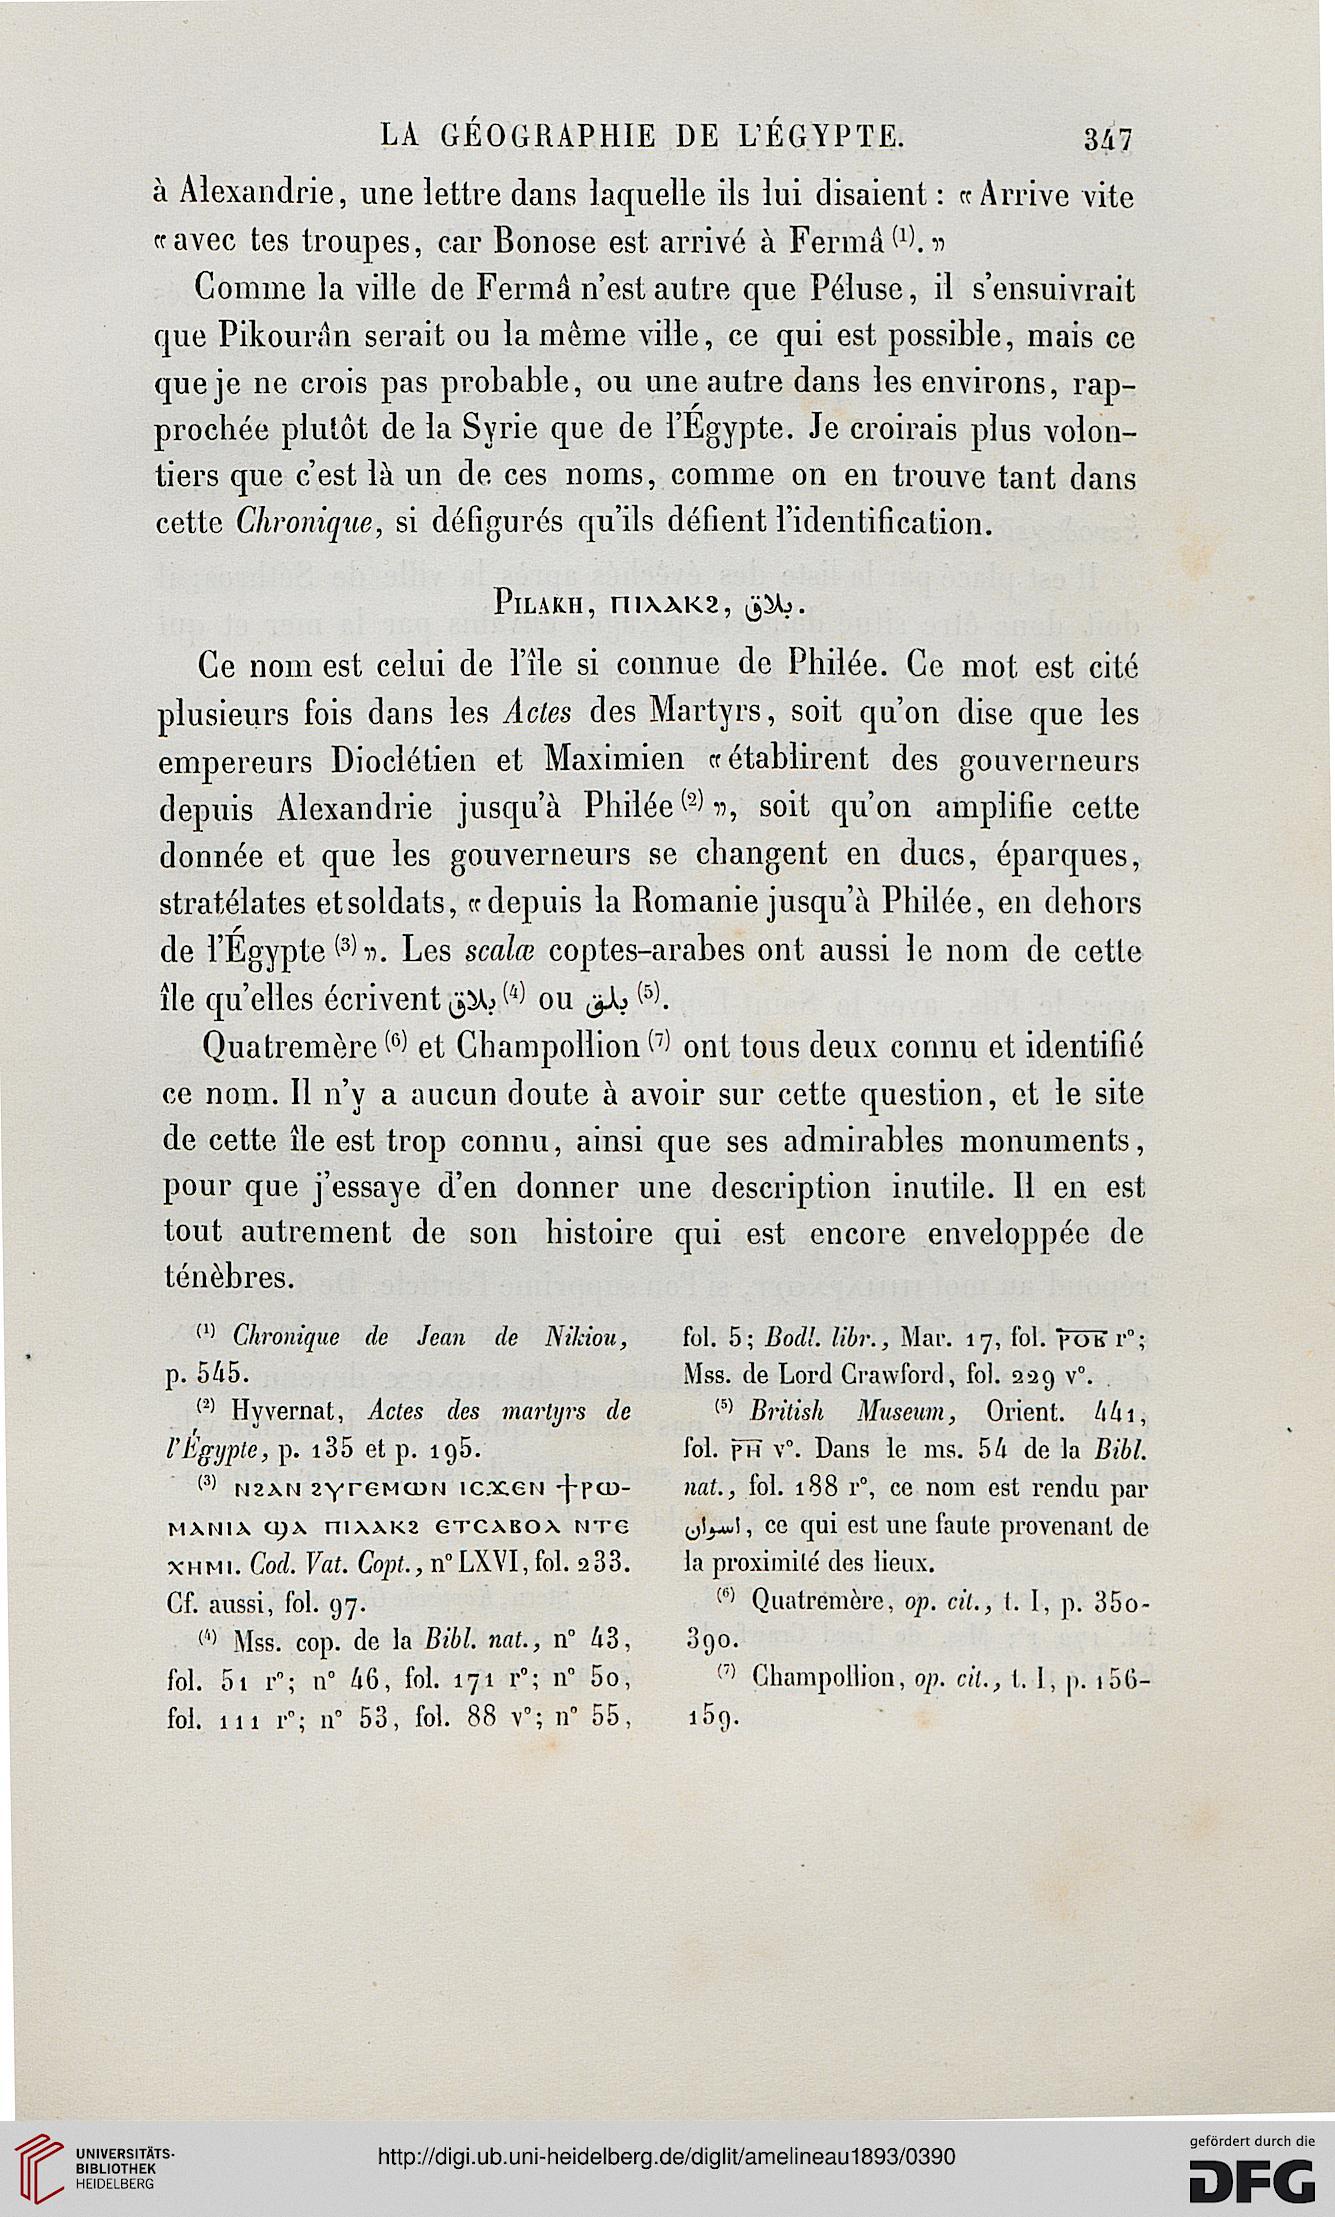 LA GÉOGRAPHIE DE L'ÉGYPTE. 347
à Alexandrie, une lettre dans laquelle ils lui disaient : « Arrive vite
« avec tes troupes, car Bonose est arrivé à Fermâ (1). »
Comme la ville de Fermâ n'est autre que Péluse, il s'ensuivrait
que Pikourân serait ou la même ville, ce qui est possible, mais ce
que je ne crois pas probable, ou une autre dans les environs, rap-
prochée plutôt de la Syrie que de l'Égypte. Je croirais plus volon-
tiers que c'est là un de ces noms, comme on en trouve tant dans
cette Chronique, si défigurés qu'ils défient l'identification.
PILAKH, ⲡⲓⲗⲁⲕϩ, بلاق.
Ce nom est celui de l'île si connue de Philée. Ce mot est cité
plusieurs fois dans les Actes des Martyrs, soit qu'on dise que les
empereurs Dioclétien et Maximien « établirent des gouverneurs
depuis Alexandrie jusqu'à Philée (2) », soit qu'on amplifie cette
donnée et que les gouverneurs se changent en ducs, éparques,
stratélates et soldats, « depuis la Romanie jusqu'à Philée, en dehors
de l'Égypte (3) ». Les scalæ coptes-arabes ont aussi le nom de cette
île qu'elles écrivent بلاق (4) ou بلق (5).
Quatremère (6) et Champollion (7) ont tous deux connu et identifié
ce nom. Il n'y a aucun doute à avoir sur cette question, et le site
de cette île est trop connu, ainsi que ses admirables monuments,
pour que j'essaye d'en donner une description inutile. Il en est
tout autrement de son histoire qui est encore enveloppée de
ténèbres.
(1) Chronique de Jean de Nikiou,
p. 545.
(2) Hyvernat, Actes des martyrs de
l'Égypte, p. 135 et p. 195.
(3) ⲛϩⲁⲛ ϩⲩⲅⲉⲙⲱⲛ ⲓⲥϫⲉⲛ ϯⲣⲱ-
ⲙⲁⲛⲓⲁ ϣⲁ ⲡⲓⲗⲁⲕϩ ⲉⲧⲥⲁⲃⲟⲗ ⲛⲧⲉ
ⲭⲏⲙⲓ. Cod. Vat. Copt., n° LXVI, fol. 233.
Cf. aussi, fol. 97.
(4) Mss. cop. de la Bibl. nat., n° 43,
fol. 51 r°; n° 46, fol. 171 r°; n° 50,
fol. 111 r°; n° 53, fol. 88 v°; n° 55,
fol. 5; Bodl. libr., Mar. 17, fol. ⲣⲟⲃ r°;
Mss. de Lord Crawford, fol. 229 v°.
(5) British Museum, Orient. 441,
fol. ⲣⲏ v°. Dans le ms. 54 de la Bibl.
nat., fol. 188 r°, ce nom est rendu par
اسوان, ce qui est une faute provenant de
la proximité des lieux.
(6) Quatremère, op. cit., t. I, p. 350-
390.
(7) Champollion, op. cit., t. I, p. 156-
159.
UNIVERSITÄTS-
BIBLIOTHEK
HEIDELBERG
http://digi.ub.uni-heidelberg.de/diglit/amelineau1893/0390
gefördert durch die
DFG